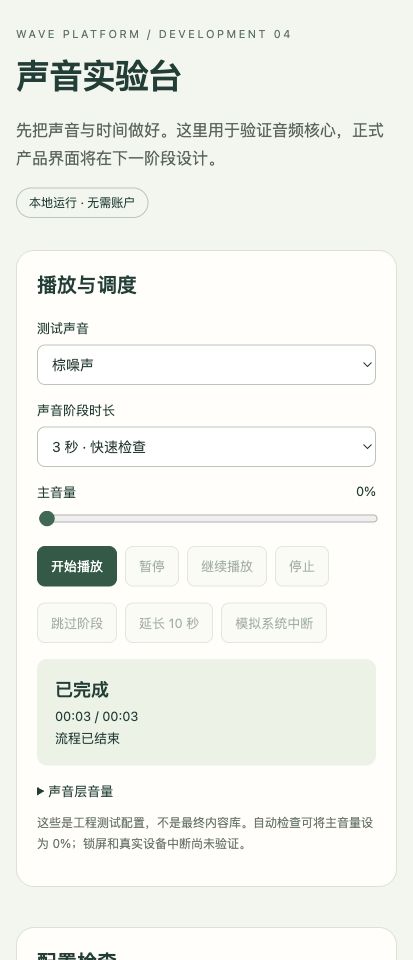 WAVE PLATFORM / DEVELOPMENT 04
声音实验台
先把声音与时间做好。这里用于验证音频核心，正式
产品界面将在下一阶段设计。
本地运行 · 无需账户
播放与调度
测试声音
棕噪声
声音阶段时长
3 秒 · 快速检查
主音量 0%
开始播放 暂停 继续播放 停止
跳过阶段 延长 10 秒 模拟系统中断
已完成
00:03 / 00:03
流程已结束
声音层音量
这些是工程测试配置，不是最终内容库。自动检查可将主音量设
为 0%；锁屏和真实设备中断尚未验证。